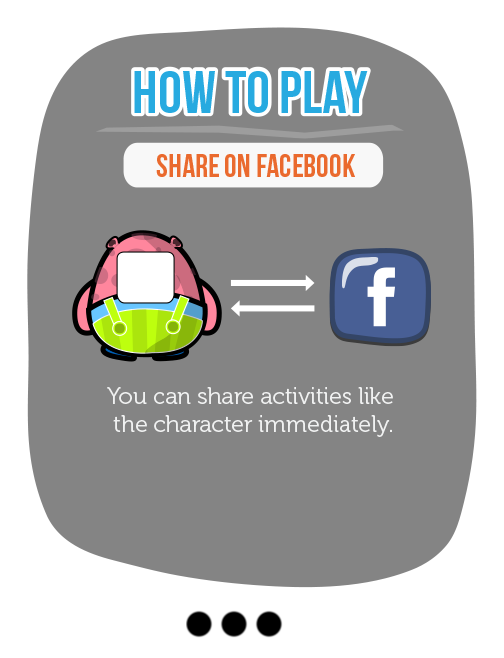 HOW TO PLAY
SHARE ON FACEBOOK
f
You can share activities like
the character immediately.